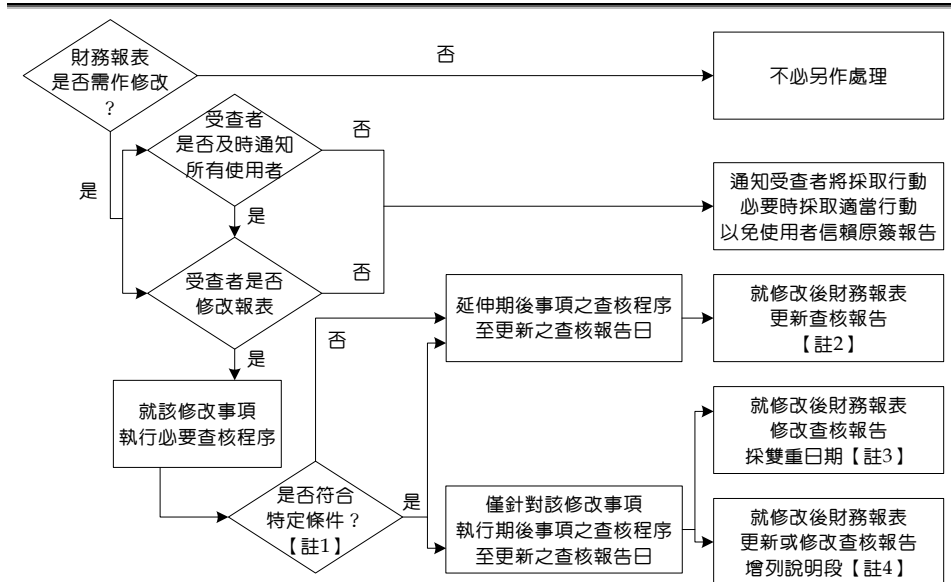 財務報表
是否需作修改
?
否
不必另作處理
受查者
是否及時通知
所有使用者
否
是
是
通知受查者將採取行動
必要時採取適當行動
以免使用者信賴原簽報告
受查者是否
修改報表
否
是
延伸期後事項之查核程序
至更新之查核報告日
就修改後財務報表
更新查核報告
【註2】
否
就該修改事項
執行必要查核程序
就修改後財務報表
修改查核報告
採雙重日期【註3】
是否符合
特定條件?
【註1】
是
僅針對該修改事項
執行期後事項之查核程序
至更新之查核報告日
就修改後財務報表
更新或修改查核報告
增列說明段【註4】